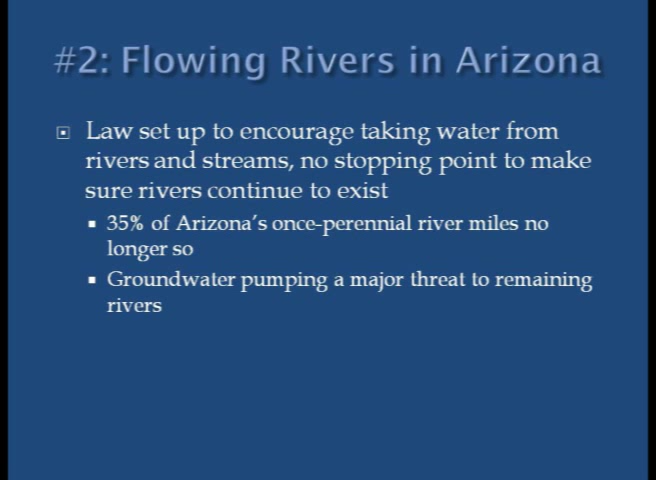 #2: Flowing Rivers in Arizona
Law set up to encourage taking water from
rivers and streams, no stopping point to make
sure rivers continue to exist
35% of Arizona's once-perennial river miles no
longer so
Groundwater pumping a major threat to remaining
rivers